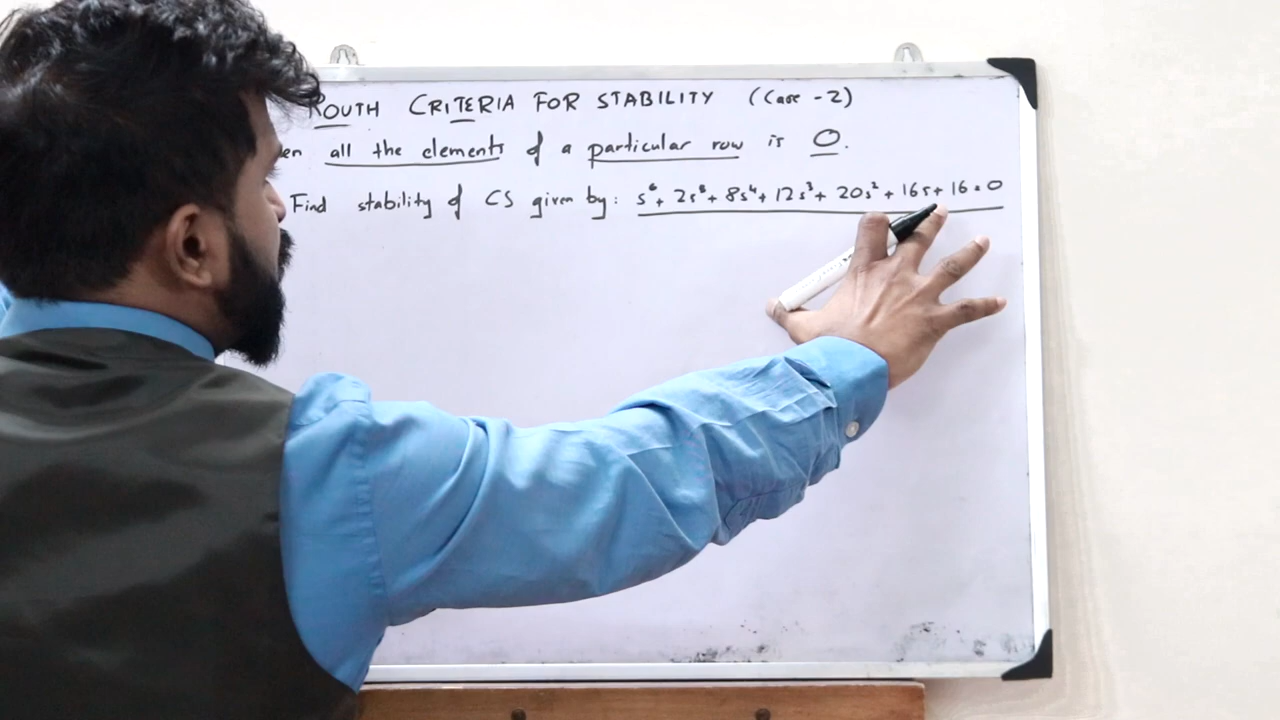 ROUTH CRITERIA FOR STABILITY (Case - 2)
en all the elements of a particular row is 0.
Find stability of CS given by: s⁶ + 2s⁵ + 8s⁴ + 12s³ + 20s² + 16s + 16 = 0